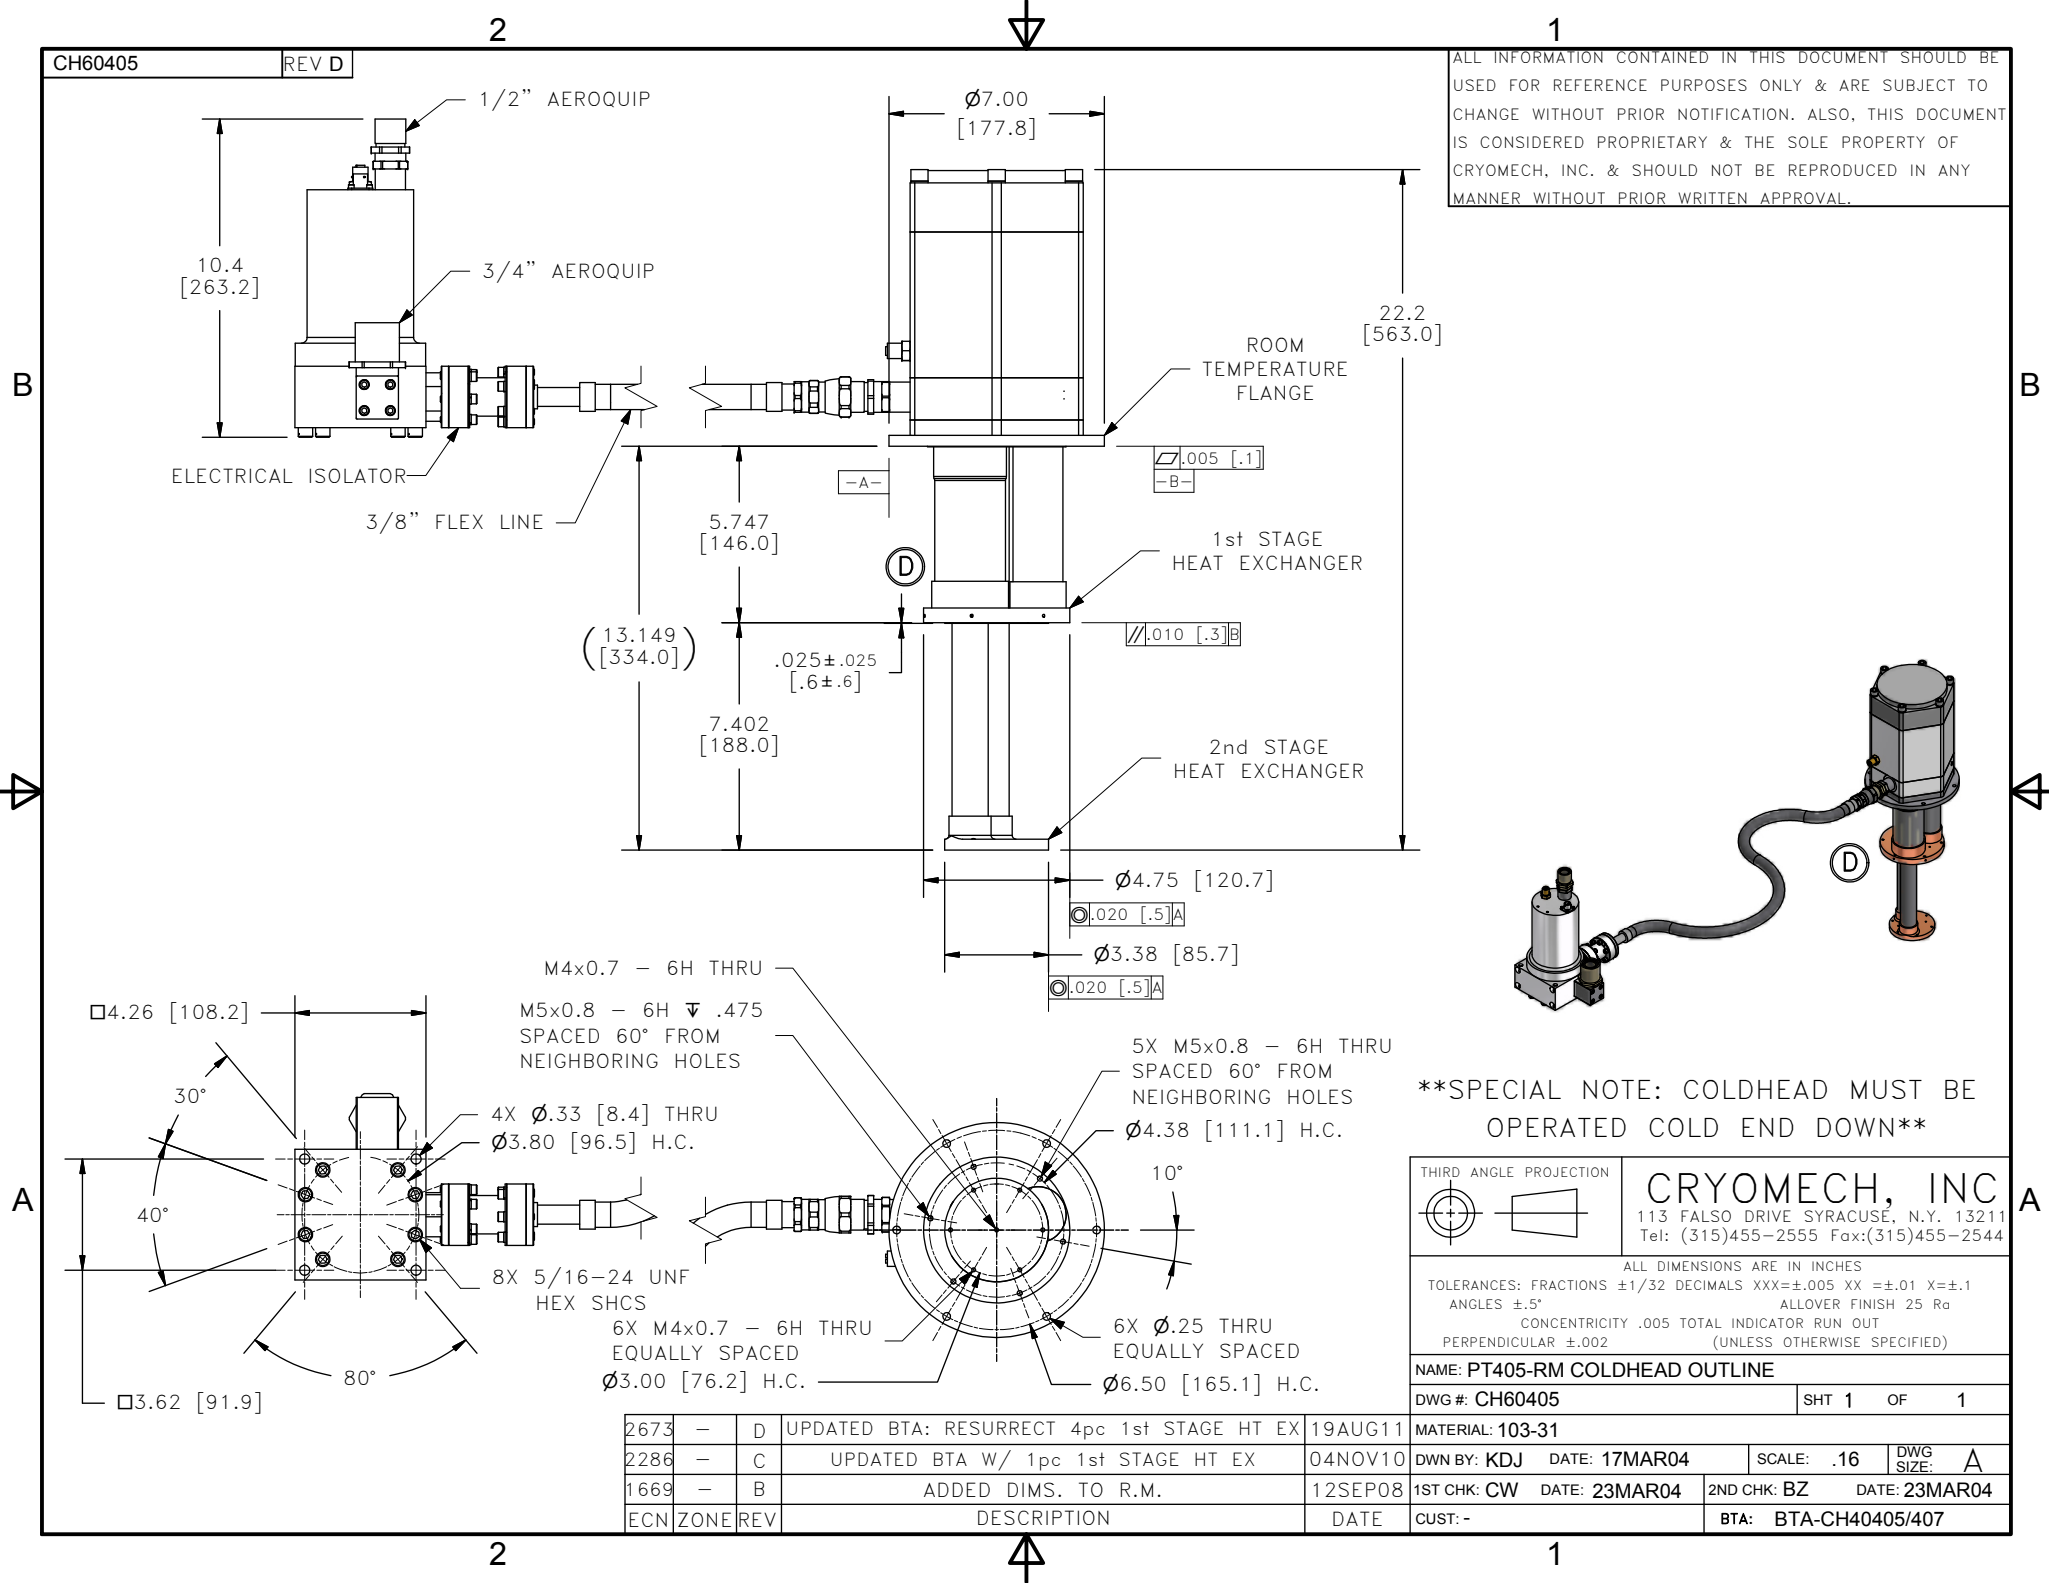 2
1
CH60405
REV D
ALL INFORMATION CONTAINED IN THIS DOCUMENT SHOULD BE
USED FOR REFERENCE PURPOSES ONLY & ARE SUBJECT TO
CHANGE WITHOUT PRIOR NOTIFICATION. ALSO, THIS DOCUMENT
IS CONSIDERED PROPRIETARY & THE SOLE PROPERTY OF
CRYOMECH, INC. & SHOULD NOT BE REPRODUCED IN ANY
MANNER WITHOUT PRIOR WRITTEN APPROVAL.
1/2” AEROQUIP
Ø7.00
[177.8]
10.4
[263.2]
3/4” AEROQUIP
22.2
[563.0]
ROOM
TEMPERATURE
FLANGE
B
B
ELECTRICAL ISOLATOR
3/8” FLEX LINE
-A-
⏥ .005 [.1]
-B-
5.747
[146.0]
D
1st STAGE
HEAT EXCHANGER
(13.149
[334.0])
// .010 [.3] B
.025±.025
[.6±.6]
7.402
[188.0]
2nd STAGE
HEAT EXCHANGER
D
Ø4.75 [120.7]
◎ .020 [.5] A
Ø3.38 [85.7]
◎ .020 [.5] A
M4x0.7 - 6H THRU
M5x0.8 - 6H ↧ .475
SPACED 60° FROM
NEIGHBORING HOLES
□4.26 [108.2]
30°
4X Ø.33 [8.4] THRU
Ø3.80 [96.5] H.C.
40°
8X 5/16-24 UNF
HEX SHCS
80°
□3.62 [91.9]
5X M5x0.8 - 6H THRU
SPACED 60° FROM
NEIGHBORING HOLES
Ø4.38 [111.1] H.C.
10°
6X M4x0.7 - 6H THRU
EQUALLY SPACED
Ø3.00 [76.2] H.C.
6X Ø.25 THRU
EQUALLY SPACED
Ø6.50 [165.1] H.C.
**SPECIAL NOTE: COLDHEAD MUST BE
OPERATED COLD END DOWN**
A
A
THIRD ANGLE PROJECTION
CRYOMECH, INC
113 FALSO DRIVE SYRACUSE, N.Y. 13211
Tel: (315)455-2555 Fax:(315)455-2544
ALL DIMENSIONS ARE IN INCHES
TOLERANCES: FRACTIONS ±1/32 DECIMALS XXX=±.005 XX =±.01 X=±.1
ANGLES ±.5° ALLOVER FINISH 25 Ra
CONCENTRICITY .005 TOTAL INDICATOR RUN OUT
PERPENDICULAR ±.002 (UNLESS OTHERWISE SPECIFIED)
NAME: PT405-RM COLDHEAD OUTLINE
DWG #: CH60405 SHT 1 OF 1
MATERIAL: 103-31
DWN BY: KDJ DATE: 17MAR04 SCALE: .16 DWG SIZE: A
1ST CHK: CW DATE: 23MAR04 2ND CHK: BZ DATE: 23MAR04
CUST: - BTA: BTA-CH40405/407
2673 - D UPDATED BTA: RESURRECT 4pc 1st STAGE HT EX 19AUG11
2286 - C UPDATED BTA W/ 1pc 1st STAGE HT EX 04NOV10
1669 - B ADDED DIMS. TO R.M. 12SEP08
ECN ZONE REV DESCRIPTION DATE
2
1